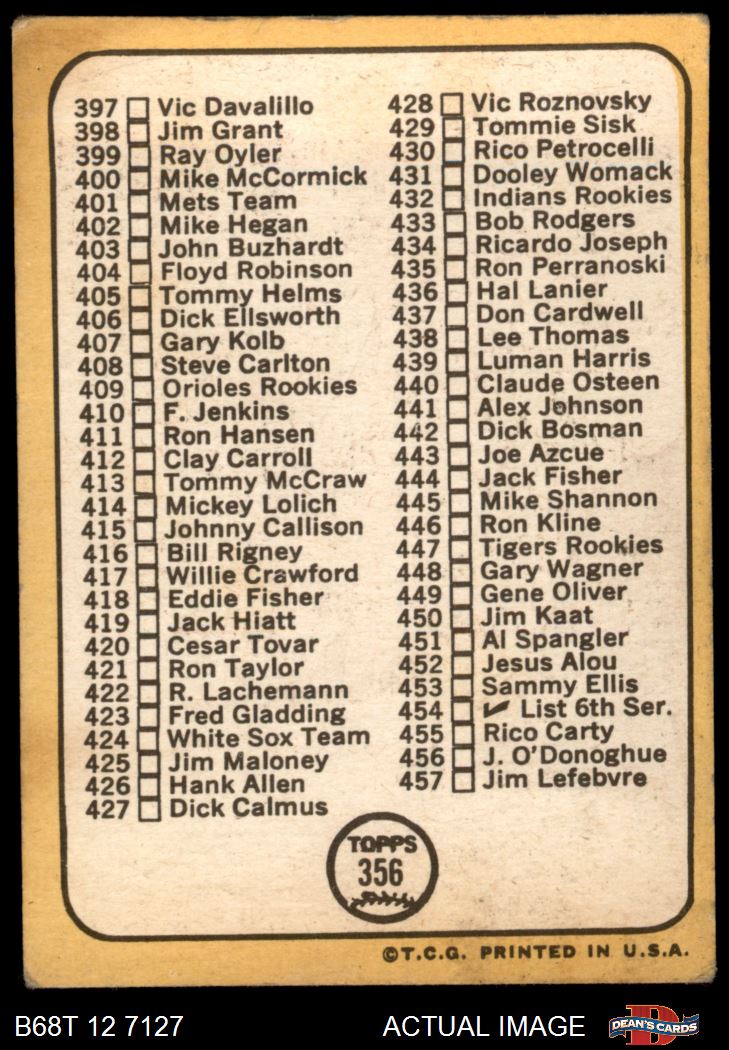 397 Vic Davalillo
398 Jim Grant
399 Ray Oyler
400 Mike McCormick
401 Mets Team
402 Mike Hegan
403 John Buzhardt
404 Floyd Robinson
405 Tommy Helms
406 Dick Ellsworth
407 Gary Kolb
408 Steve Carlton
409 Orioles Rookies
410 F. Jenkins
411 Ron Hansen
412 Clay Carroll
413 Tommy McCraw
414 Mickey Lolich
415 Johnny Callison
416 Bill Rigney
417 Willie Crawford
418 Eddie Fisher
419 Jack Hiatt
420 Cesar Tovar
421 Ron Taylor
422 R. Lachemann
423 Fred Gladding
424 White Sox Team
425 Jim Maloney
426 Hank Allen
427 Dick Calmus
428 Vic Roznovsky
429 Tommie Sisk
430 Rico Petrocelli
431 Dooley Womack
432 Indians Rookies
433 Bob Rodgers
434 Ricardo Joseph
435 Ron Perranoski
436 Hal Lanier
437 Don Cardwell
438 Lee Thomas
439 Luman Harris
440 Claude Osteen
441 Alex Johnson
442 Dick Bosman
443 Joe Azcue
444 Jack Fisher
445 Mike Shannon
446 Ron Kline
447 Tigers Rookies
448 Gary Wagner
449 Gene Oliver
450 Jim Kaat
451 Al Spangler
452 Jesus Alou
453 Sammy Ellis
454 ✔ List 6th Ser.
455 Rico Carty
456 J. O'Donoghue
457 Jim Lefebvre
TOPPS
356
©T.C.G. PRINTED IN U.S.A.
B68T 12 7127 ACTUAL IMAGE
D
DEAN'S CARDS